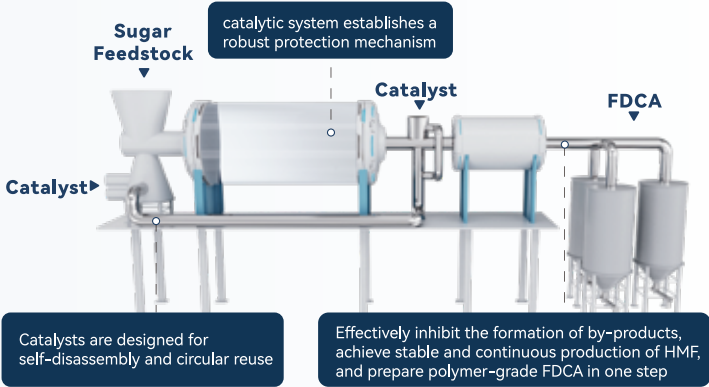 catalytic system establishes a
robust protection mechanism
Sugar
Feedstock
Catalyst
FDCA
Catalyst
Catalysts are designed for
self-disassembly and circular reuse
Effectively inhibit the formation of by-products,
achieve stable and continuous production of HMF,
and prepare polymer-grade FDCA in one step